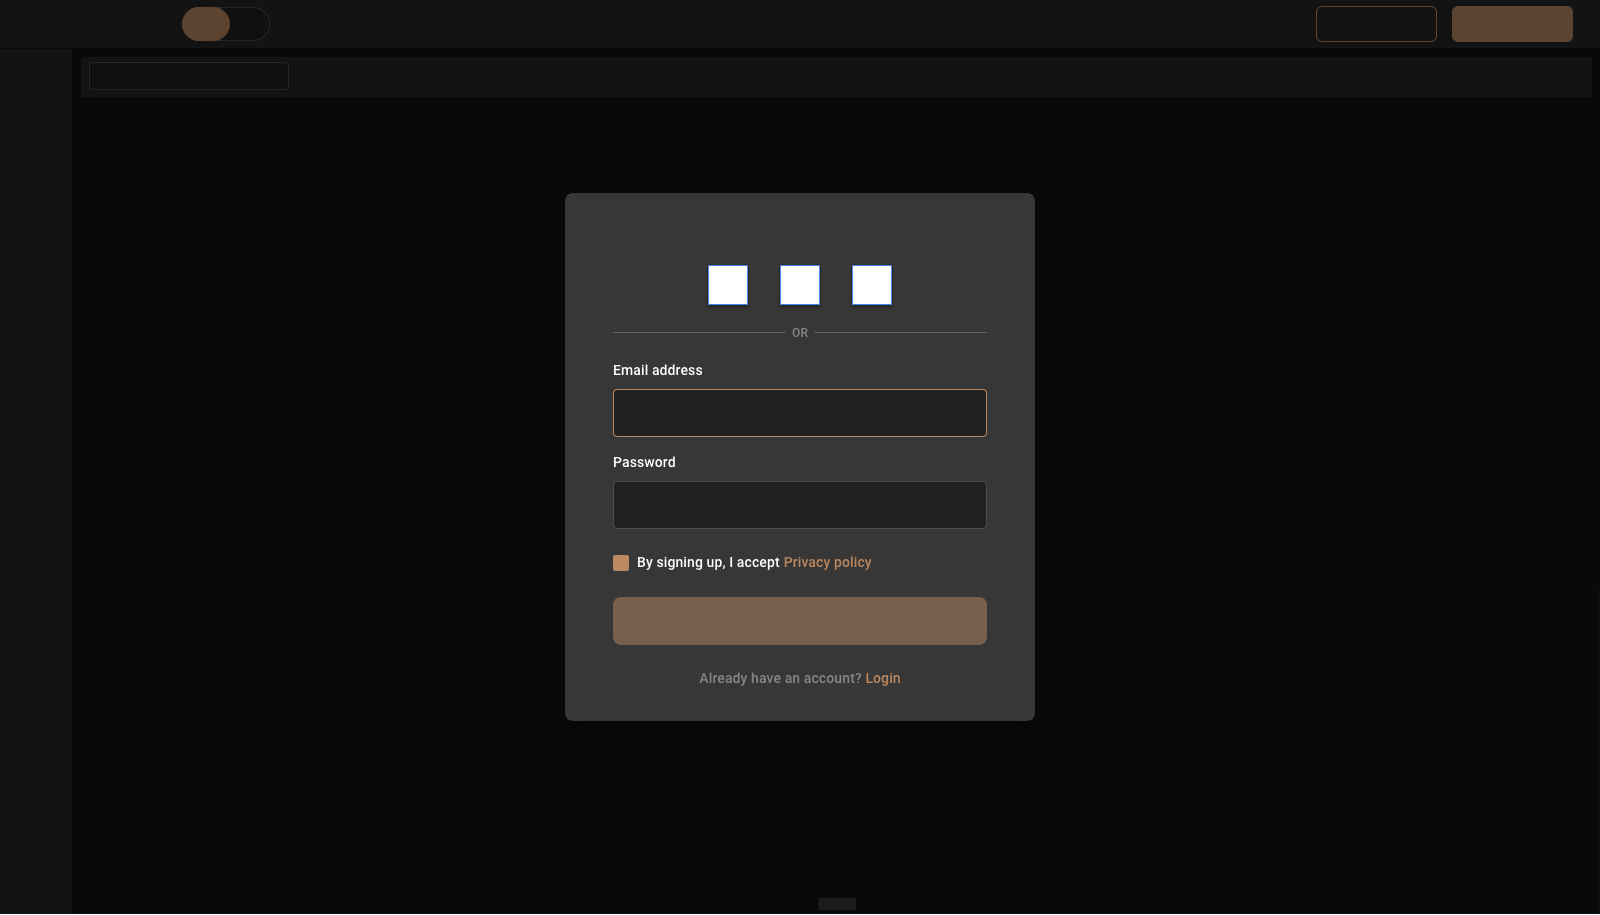 OR
Email address
Password
By signing up, I accept Privacy policy
Already have an account? Login